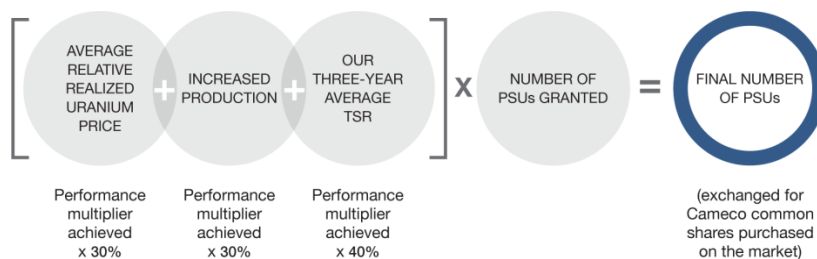 AVERAGE
RELATIVE
REALIZED
URANIUM
PRICE
+
INCREASED
PRODUCTION
+
OUR
THREE-YEAR
AVERAGE
TSR
x
NUMBER OF
PSUs GRANTED
=
FINAL NUMBER
OF PSUs
Performance
multiplier
achieved
x 30%
Performance
multiplier
achieved
x 30%
Performance
multiplier
achieved
x 40%
(exchanged for
Cameco common
shares purchased
on the market)